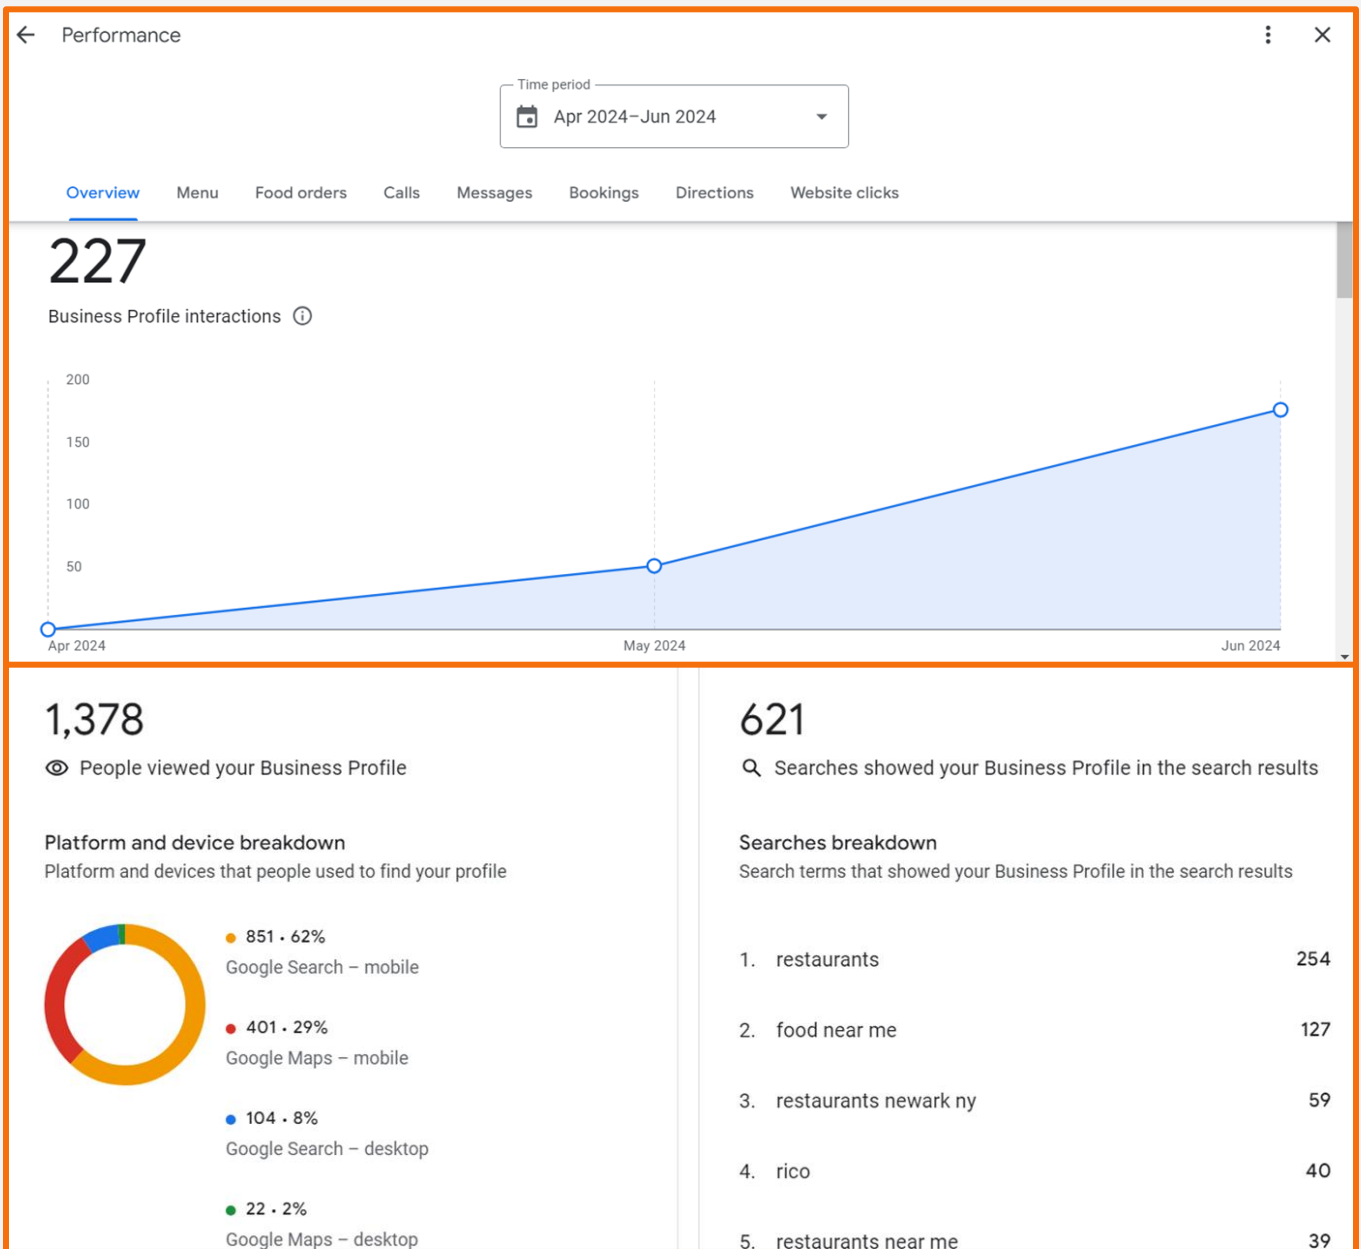 Performance
Time period
Apr 2024–Jun 2024
Overview Menu Food orders Calls Messages Bookings Directions Website clicks
227
Business Profile interactions
200
150
100
50
Apr 2024 May 2024 Jun 2024
1,378
People viewed your Business Profile
Platform and device breakdown
Platform and devices that people used to find your profile
851 • 62%
Google Search – mobile
401 • 29%
Google Maps – mobile
104 • 8%
Google Search – desktop
22 • 2%
Google Maps – desktop
621
Searches showed your Business Profile in the search results
Searches breakdown
Search terms that showed your Business Profile in the search results
1. restaurants 254
2. food near me 127
3. restaurants newark ny 59
4. rico 40
5. restaurants near me 39